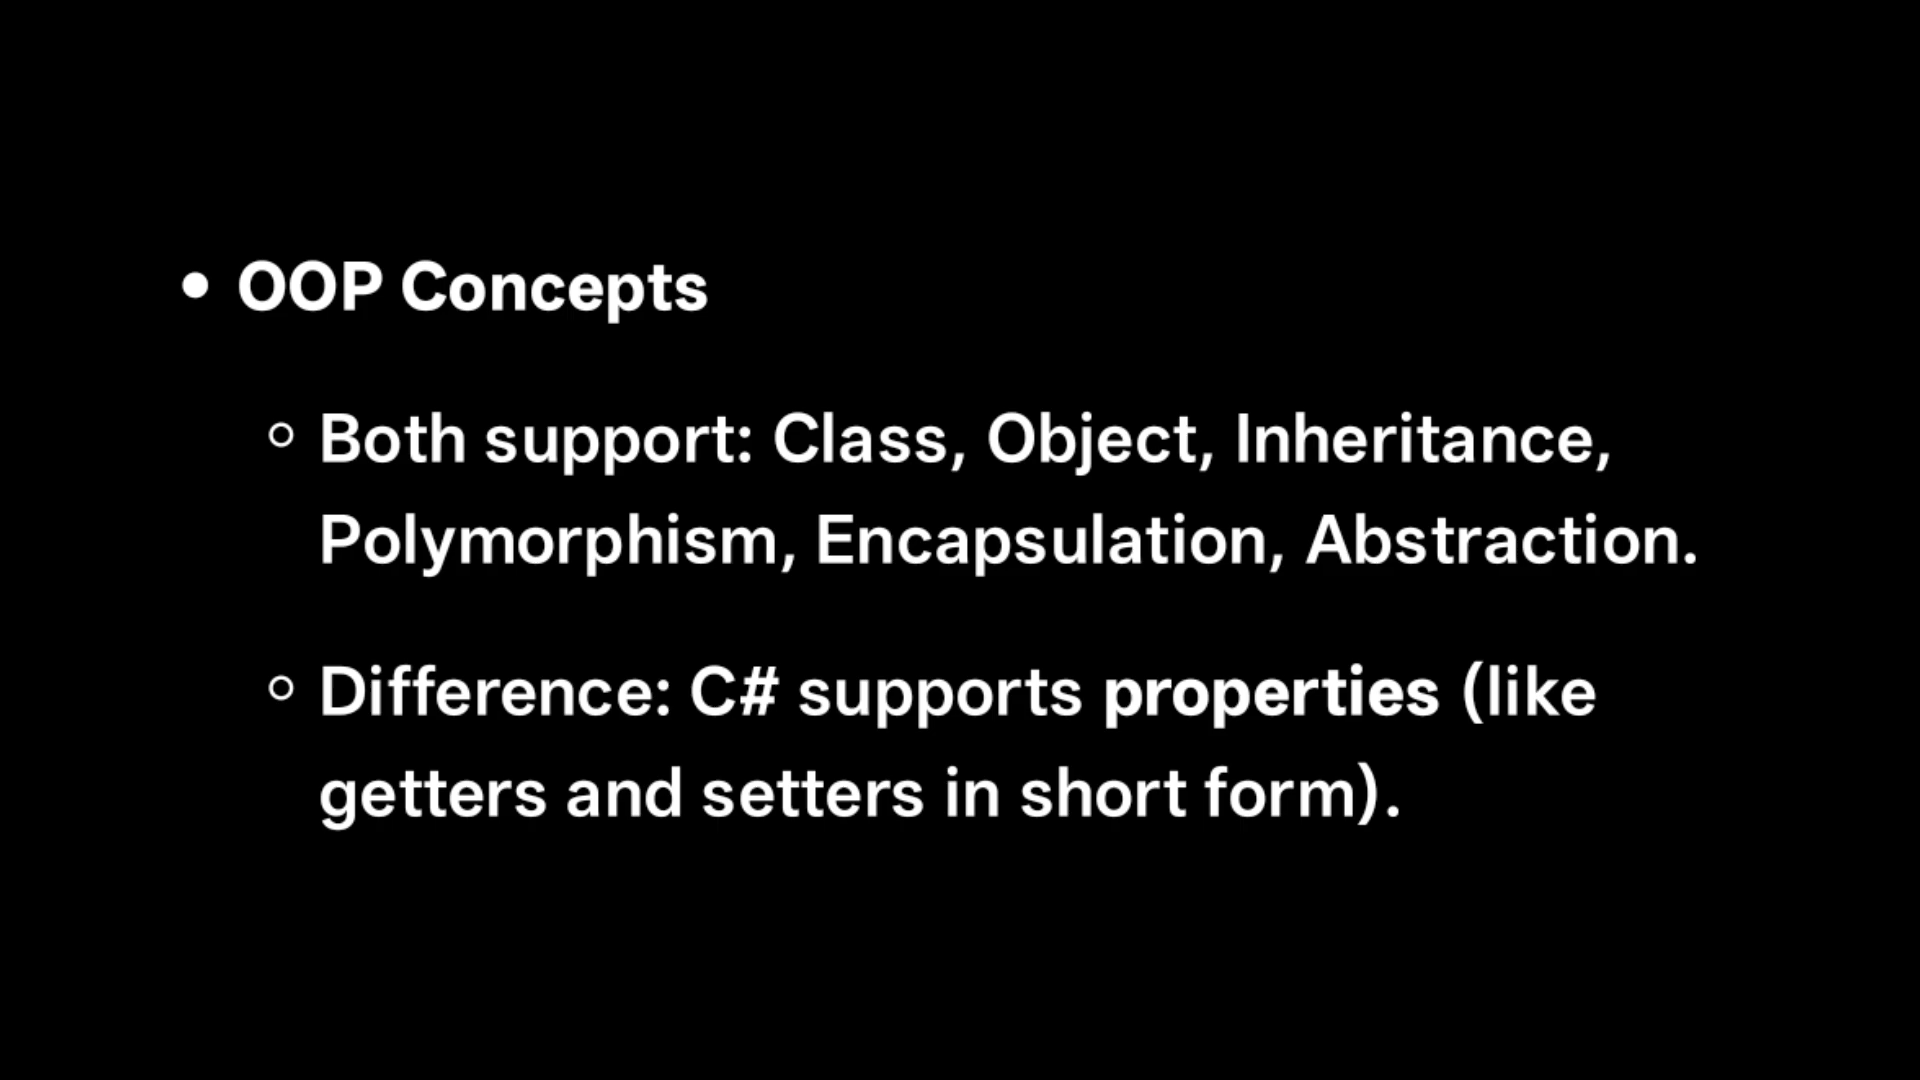 • OOP Concepts
◦ Both support: Class, Object, Inheritance,
Polymorphism, Encapsulation, Abstraction.
◦ Difference: C# supports properties (like
getters and setters in short form).